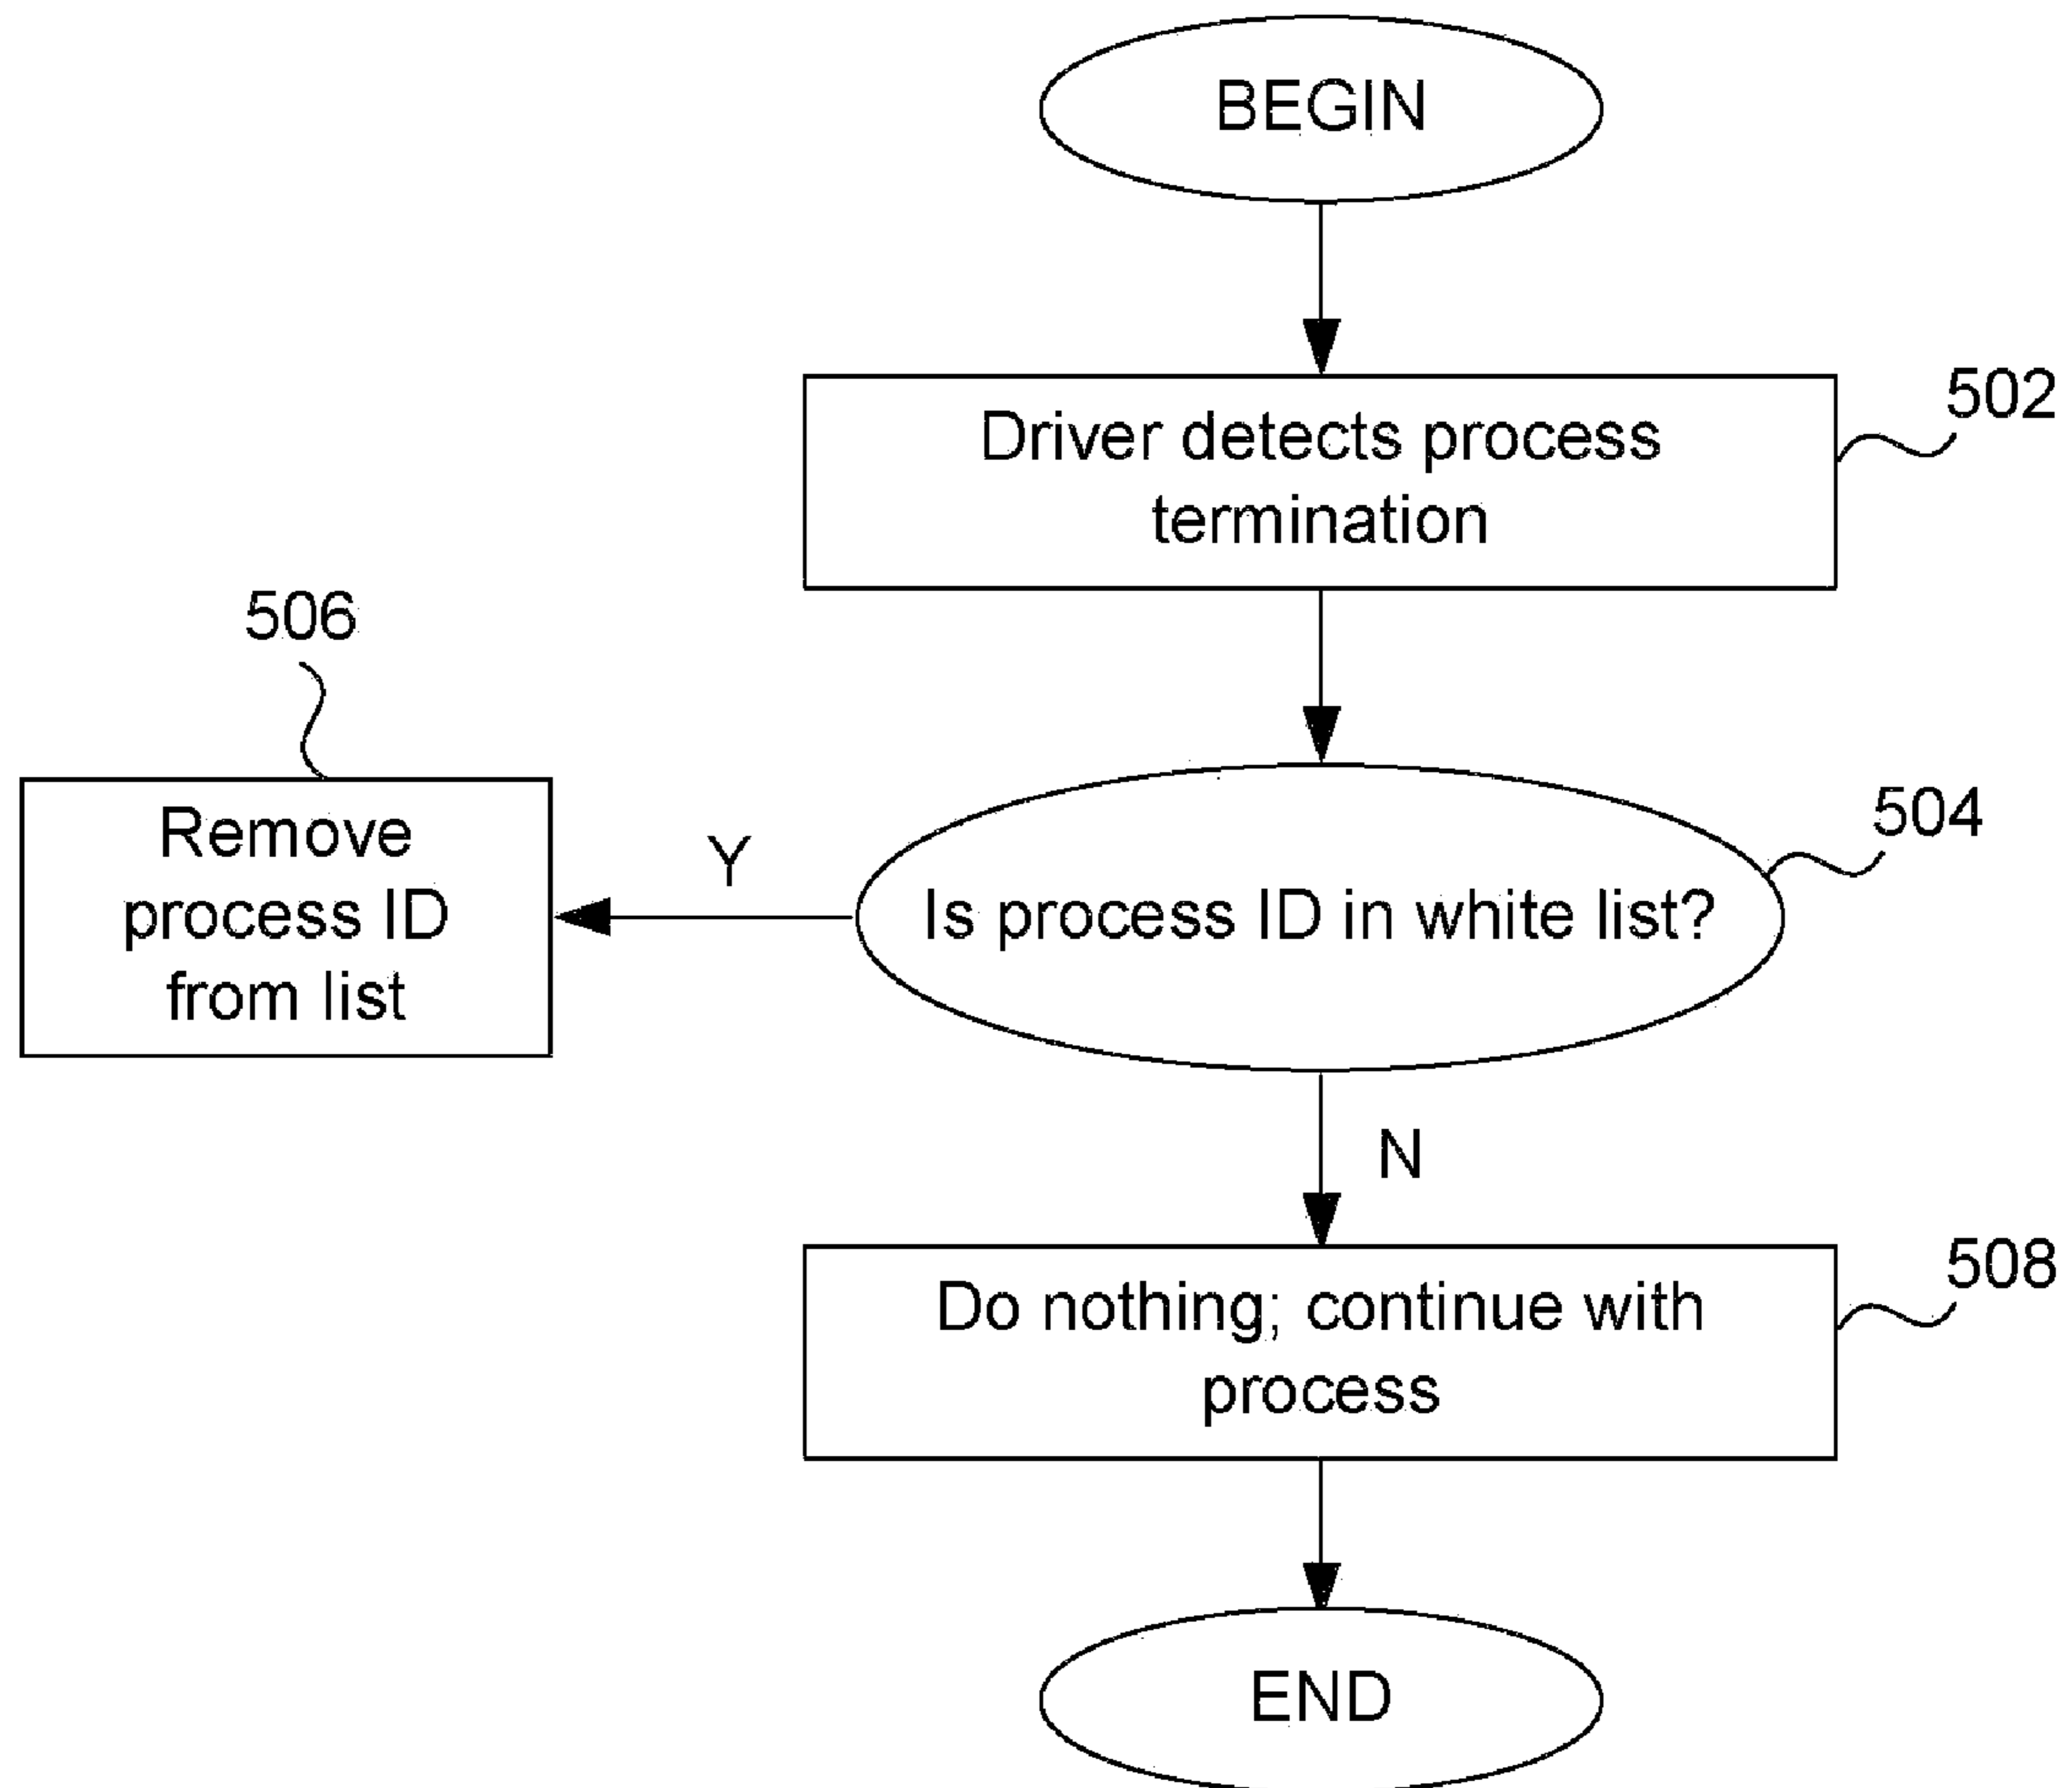 BEGIN
502
Driver detects process
termination
506
Remove
process ID
from list
Y
504
Is process ID in white list?
N
508
Do nothing; continue with
process
END